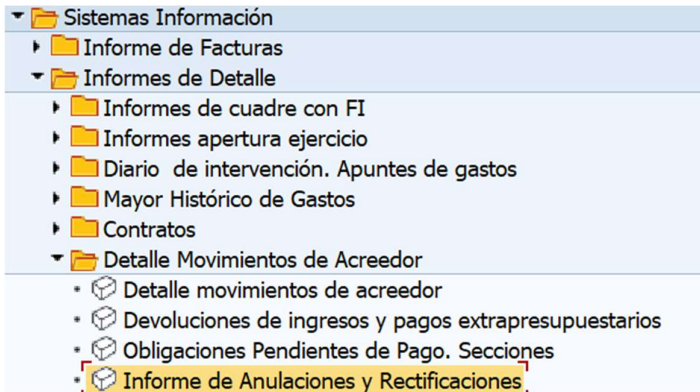 Sistemas Información
Informe de Facturas
Informes de Detalle
Informes de cuadre con FI
Informes apertura ejercicio
Diario de intervención. Apuntes de gastos
Mayor Histórico de Gastos
Contratos
Detalle Movimientos de Acreedor
Detalle movimientos de acreedor
Devoluciones de ingresos y pagos extrapresupuestarios
Obligaciones Pendientes de Pago. Secciones
Informe de Anulaciones y Rectificaciones